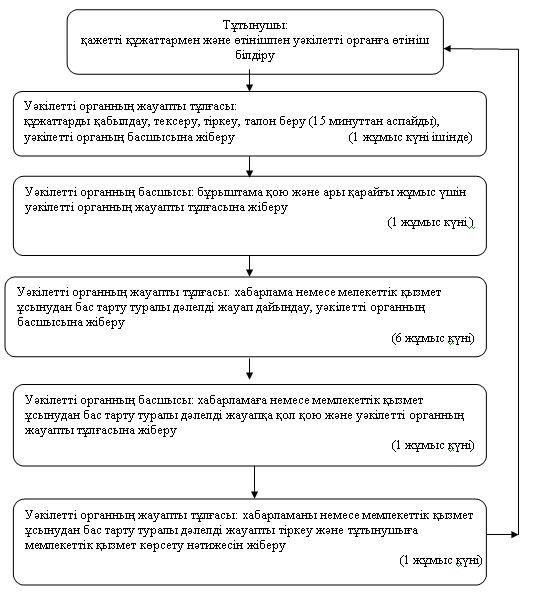 Тұтынушы:
қажетті құжаттармен және өтінішпен уәкілетті органға өтініш
білдіру
Уәкілетті органның жауапты тұлғасы:
құжаттарды қабылдау, тексеру, тіркеу, талон беру (15 минуттан аспайды),
уәкілетті органың басшысына жіберу (1 жұмыс күні ішінде)
Уәкілетті органның басшысы: бұрыштама қою және ары қарайғы жұмыс үшін
уәкілетті органның жауапты тұлғасына жіберу
(1 жұмыс күні)
Уәкілетті органның жауапты тұлғасы: хабарлама немесе мелекеттік қызмет
ұсынудан бас тарту туралы дәлелді жауап дайындау, уәкілетті органның
басшысына жіберу
(6 жұмыс күні)
Уәкілетті органның басшысы: хабарламаға немесе мемлекеттік қызмет
ұсынудан бас тарту туралы дәлелді жауапқа қол қою және уәкілетті органның
жауапты тұлғасына жіберу
(1 жұмыс күні)
Уәкілетті органның жауапты тұлғасы: хабарламаны немесе мемлекеттік қызмет
ұсынудан бас тарту туралы дәлелді жауапты тіркеу және тұтынушыға
мемлекеттік қызмет көрсету нәтижесін жіберу
(1 жұмыс күні)